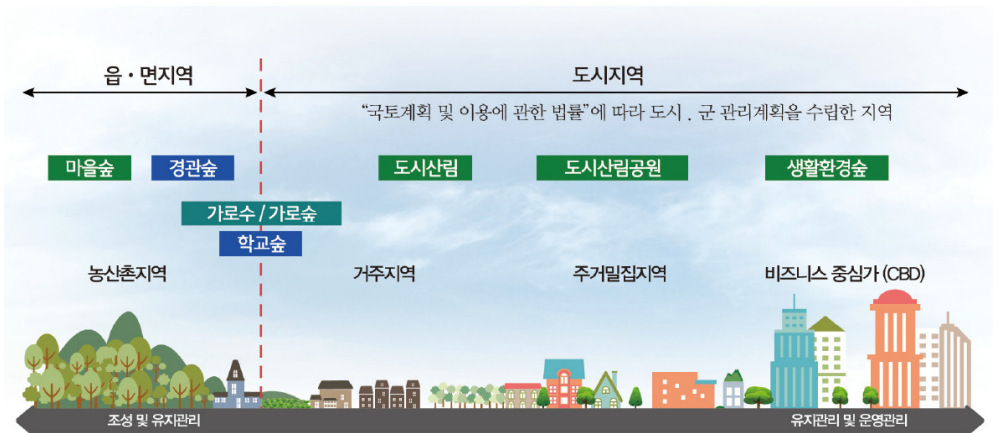 읍・면지역
도시지역
“국토계획 및 이용에 관한 법률”에 따라 도시 . 군 관리계획을 수립한 지역
마을숲
경관숲
도시산림
도시산림공원
생활환경숲
가로수 / 가로숲
학교숲
농산촌지역
거주지역
주거밀집지역
비즈니스 중심가 (CBD)
조성 및 유지관리
유지관리 및 운영관리